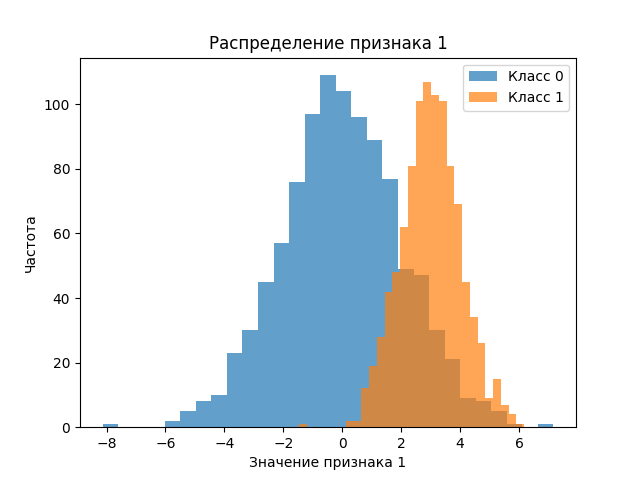 Распределение признака 1
Класс 0
Класс 1
Частота
100
80
60
40
20
0
−8 −6 −4 −2 0 2 4 6
Значение признака 1